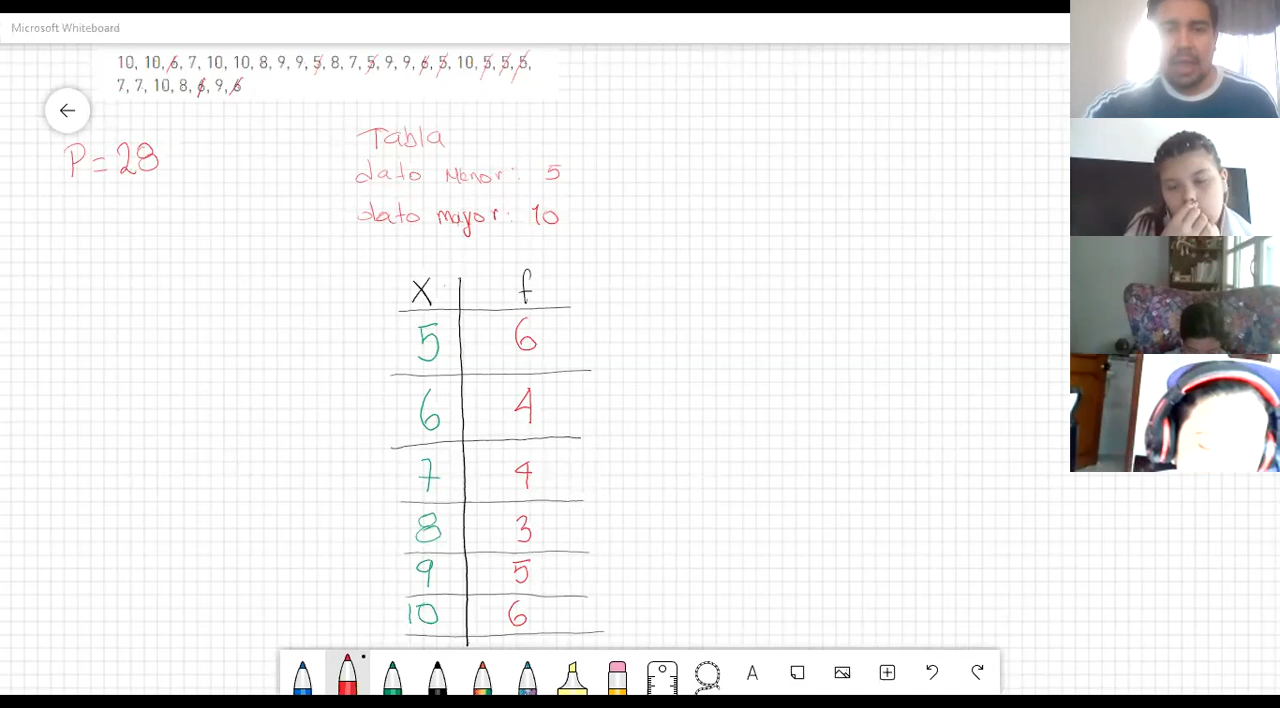 Microsoft Whiteboard
10, 10, 6, 7, 10, 10, 8, 9, 9, 5, 8, 7, 5, 9, 9, 6, 5, 10, 5, 5, 5,
7, 7, 10, 8, 6, 9, 6
P = 28
Tabla
dato Menor: 5
dato mayor: 10
X f
5 6
6 4
7 4
8 3
9 5
10 6
A